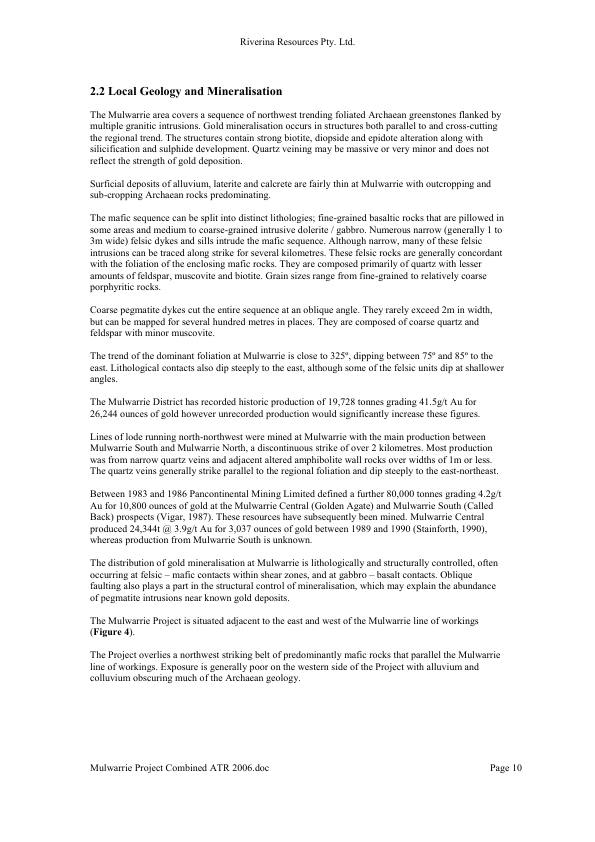 Riverina Resources Pty. Ltd.
2.2 Local Geology and Mineralisation
The Mulwarrie area covers a sequence of northwest trending foliated Archaean greenstones flanked by
multiple granitic intrusions. Gold mineralisation occurs in structures both parallel to and cross-cutting
the regional trend. The structures contain strong biotite, diopside and epidote alteration along with
silicification and sulphide development. Quartz veining may be massive or very minor and does not
reflect the strength of gold deposition.
Surficial deposits of alluvium, laterite and calcrete are fairly thin at Mulwarrie with outcropping and
sub-cropping Archaean rocks predominating.
The mafic sequence can be split into distinct lithologies; fine-grained basaltic rocks that are pillowed in
some areas and medium to coarse-grained intrusive dolerite / gabbro. Numerous narrow (generally 1 to
3m wide) felsic dykes and sills intrude the mafic sequence. Although narrow, many of these felsic
intrusions can be traced along strike for several kilometres. These felsic rocks are generally concordant
with the foliation of the enclosing mafic rocks. They are composed primarily of quartz with lesser
amounts of feldspar, muscovite and biotite. Grain sizes range from fine-grained to relatively coarse
porphyritic rocks.
Coarse pegmatite dykes cut the entire sequence at an oblique angle. They rarely exceed 2m in width,
but can be mapped for several hundred metres in places. They are composed of coarse quartz and
feldspar with minor muscovite.
The trend of the dominant foliation at Mulwarrie is close to 325º, dipping between 75º and 85º to the
east. Lithological contacts also dip steeply to the east, although some of the felsic units dip at shallower
angles.
The Mulwarrie District has recorded historic production of 19,728 tonnes grading 41.5g/t Au for
26,244 ounces of gold however unrecorded production would significantly increase these figures.
Lines of lode running north-northwest were mined at Mulwarrie with the main production between
Mulwarrie South and Mulwarrie North, a discontinuous strike of over 2 kilometres. Most production
was from narrow quartz veins and adjacent altered amphibolite wall rocks over widths of 1m or less.
The quartz veins generally strike parallel to the regional foliation and dip steeply to the east-northeast.
Between 1983 and 1986 Pancontinental Mining Limited defined a further 80,000 tonnes grading 4.2g/t
Au for 10,800 ounces of gold at the Mulwarrie Central (Golden Agate) and Mulwarrie South (Called
Back) prospects (Vigar, 1987). These resources have subsequently been mined. Mulwarrie Central
produced 24,344t @ 3.9g/t Au for 3,037 ounces of gold between 1989 and 1990 (Stainforth, 1990),
whereas production from Mulwarrie South is unknown.
The distribution of gold mineralisation at Mulwarrie is lithologically and structurally controlled, often
occurring at felsic – mafic contacts within shear zones, and at gabbro – basalt contacts. Oblique
faulting also plays a part in the structural control of mineralisation, which may explain the abundance
of pegmatite intrusions near known gold deposits.
The Mulwarrie Project is situated adjacent to the east and west of the Mulwarrie line of workings
(Figure 4).
The Project overlies a northwest striking belt of predominantly mafic rocks that parallel the Mulwarrie
line of workings. Exposure is generally poor on the western side of the Project with alluvium and
colluvium obscuring much of the Archaean geology.
Mulwarrie Project Combined ATR 2006.doc Page 10